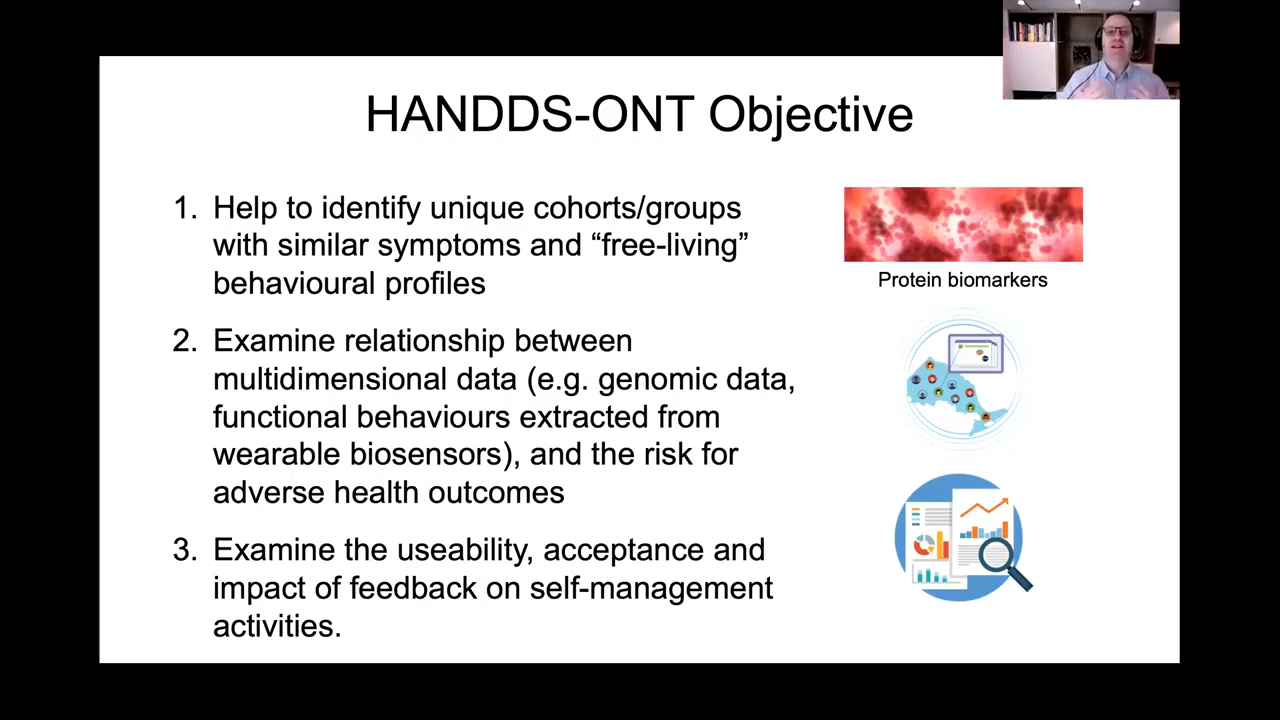 HANDDS-ONT Objective
1. Help to identify unique cohorts/groups
with similar symptoms and “free-living”
behavioural profiles
2. Examine relationship between
multidimensional data (e.g. genomic data,
functional behaviours extracted from
wearable biosensors), and the risk for
adverse health outcomes
3. Examine the useability, acceptance and
impact of feedback on self-management
activities.
Protein biomarkers